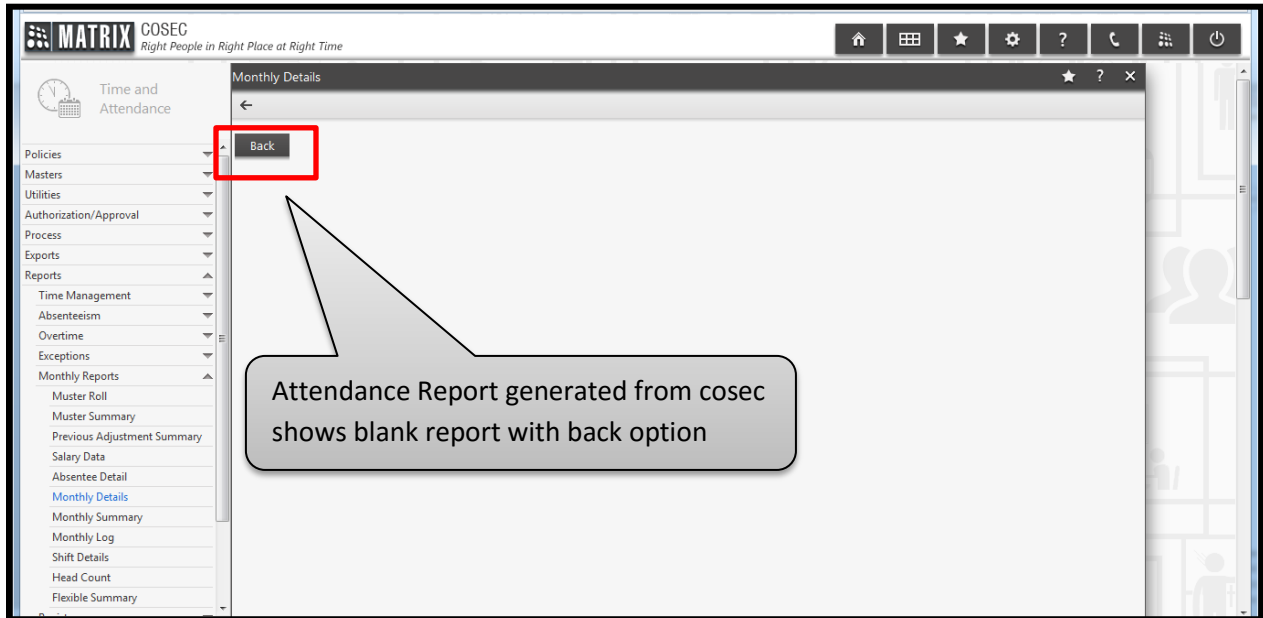 MATRIX COSEC
Right People in Right Place at Right Time
?
Time and
Attendance
Monthly Details
?
Back
Policies
Masters
Utilities
Authorization/Approval
Process
Exports
Reports
Time Management
Absenteeism
Overtime
Exceptions
Monthly Reports
Muster Roll
Muster Summary
Previous Adjustment Summary
Salary Data
Absentee Detail
Monthly Details
Monthly Summary
Monthly Log
Shift Details
Head Count
Flexible Summary
Attendance Report generated from cosec
shows blank report with back option